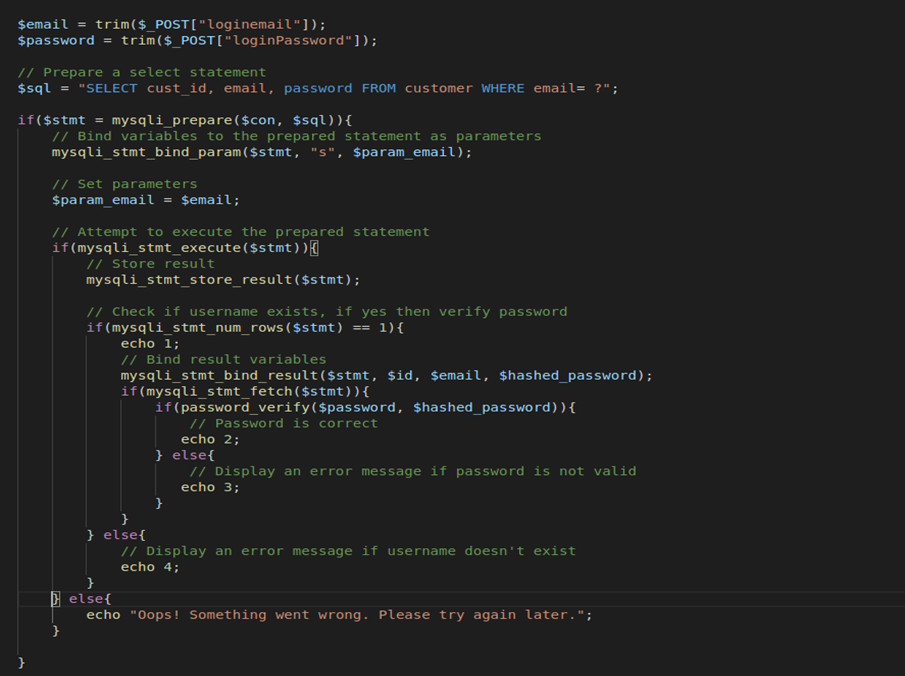 $email = trim($_POST["loginemail"]);
$password = trim($_POST["loginPassword"]);
// Prepare a select statement
$sql = "SELECT cust_id, email, password FROM customer WHERE email= ?";
if($stmt = mysqli_prepare($con, $sql)){
// Bind variables to the prepared statement as parameters
mysqli_stmt_bind_param($stmt, "s", $param_email);
// Set parameters
$param_email = $email;
// Attempt to execute the prepared statement
if(mysqli_stmt_execute($stmt)){
// Store result
mysqli_stmt_store_result($stmt);
// Check if username exists, if yes then verify password
if(mysqli_stmt_num_rows($stmt) == 1){
echo 1;
// Bind result variables
mysqli_stmt_bind_result($stmt, $id, $email, $hashed_password);
if(mysqli_stmt_fetch($stmt)){
if(password_verify($password, $hashed_password)){
// Password is correct
echo 2;
} else{
// Display an error message if password is not valid
echo 3;
}
}
} else{
// Display an error message if username doesn't exist
echo 4;
}
} else{
echo "Oops! Something went wrong. Please try again later.";
}
}